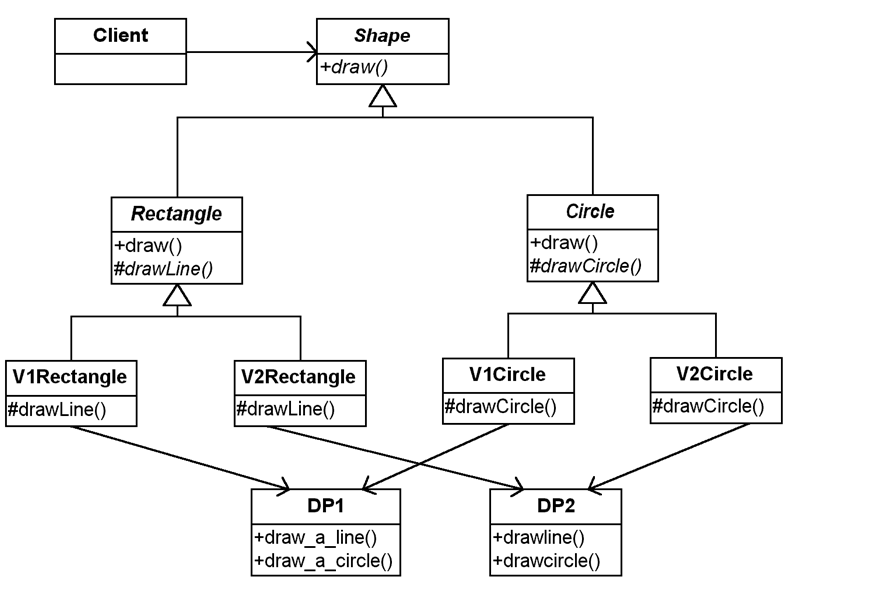 Client
Shape
+draw()
Rectangle
+draw()
#drawLine()
Circle
+draw()
#drawCircle()
V1Rectangle
#drawLine()
V2Rectangle
#drawLine()
V1Circle
#drawCircle()
V2Circle
#drawCircle()
DP1
+draw_a_line()
+draw_a_circle()
DP2
+drawline()
+drawcircle()